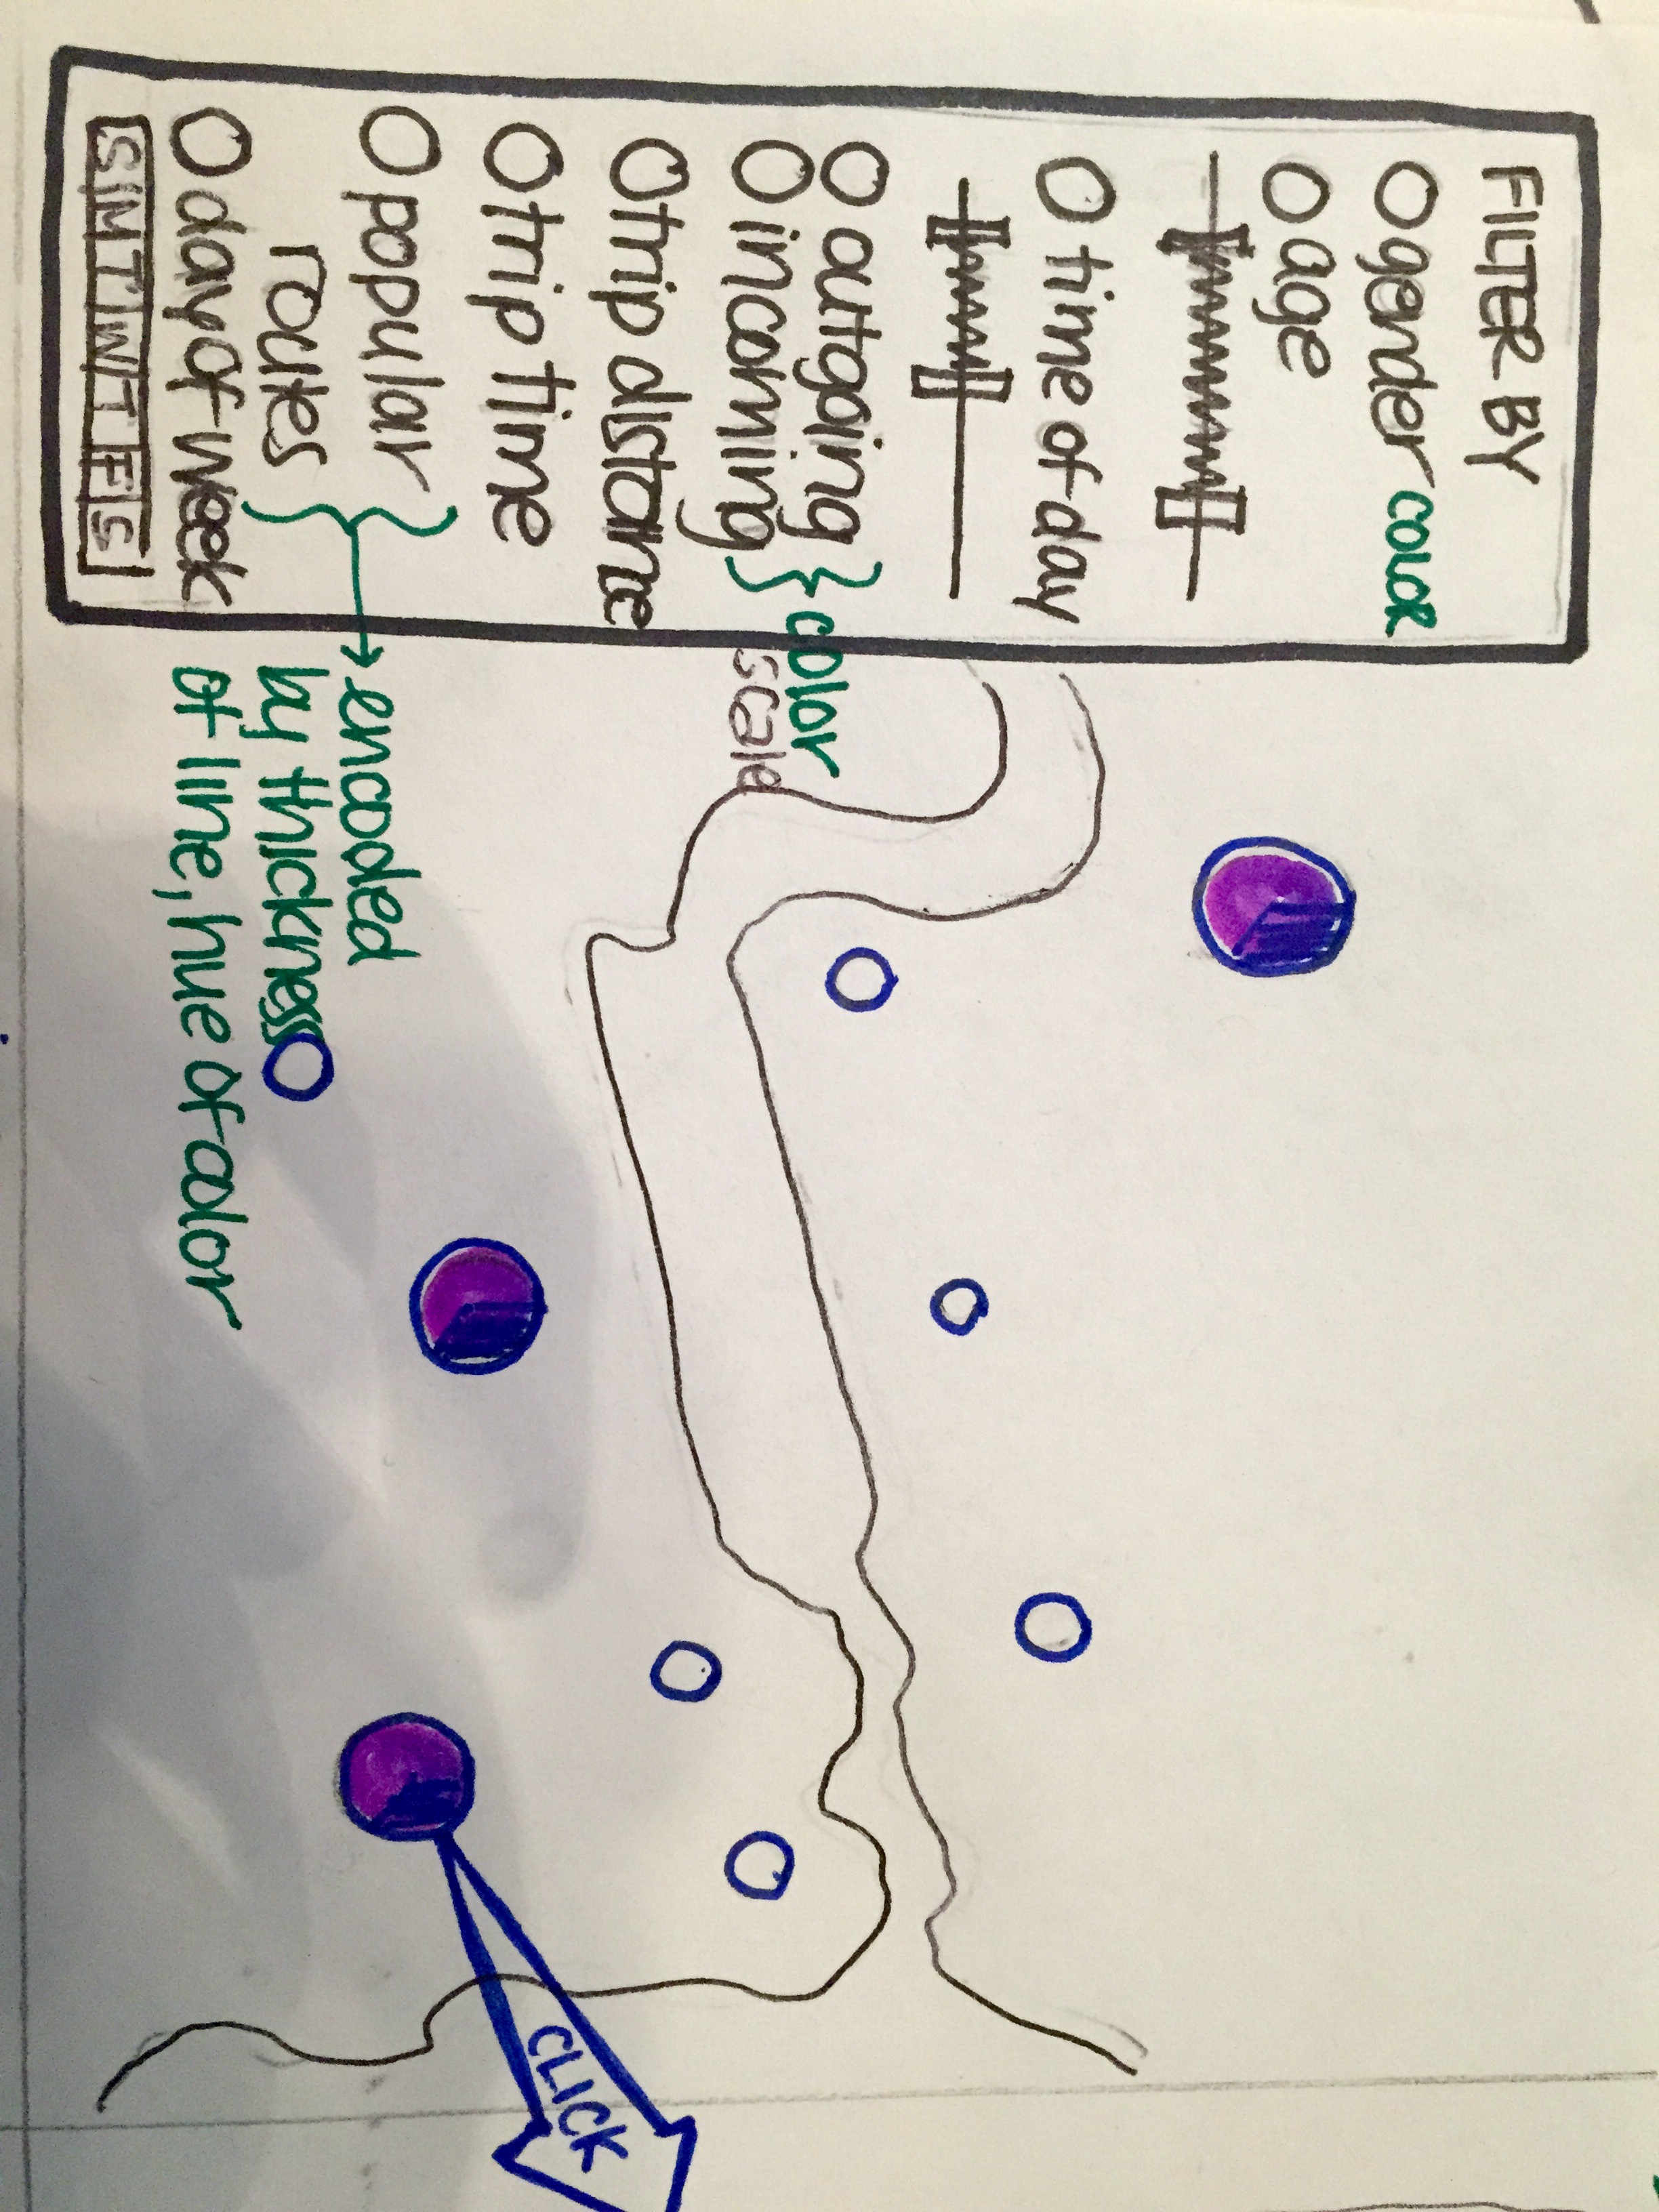 FILTER BY
gender color
age
time of day
outgoing
incoming
color
scale
trip distance
trip time
popular
routes
→ encoded
by thickness
of line, hue of color
day of week
S M T W T F S
CLICK